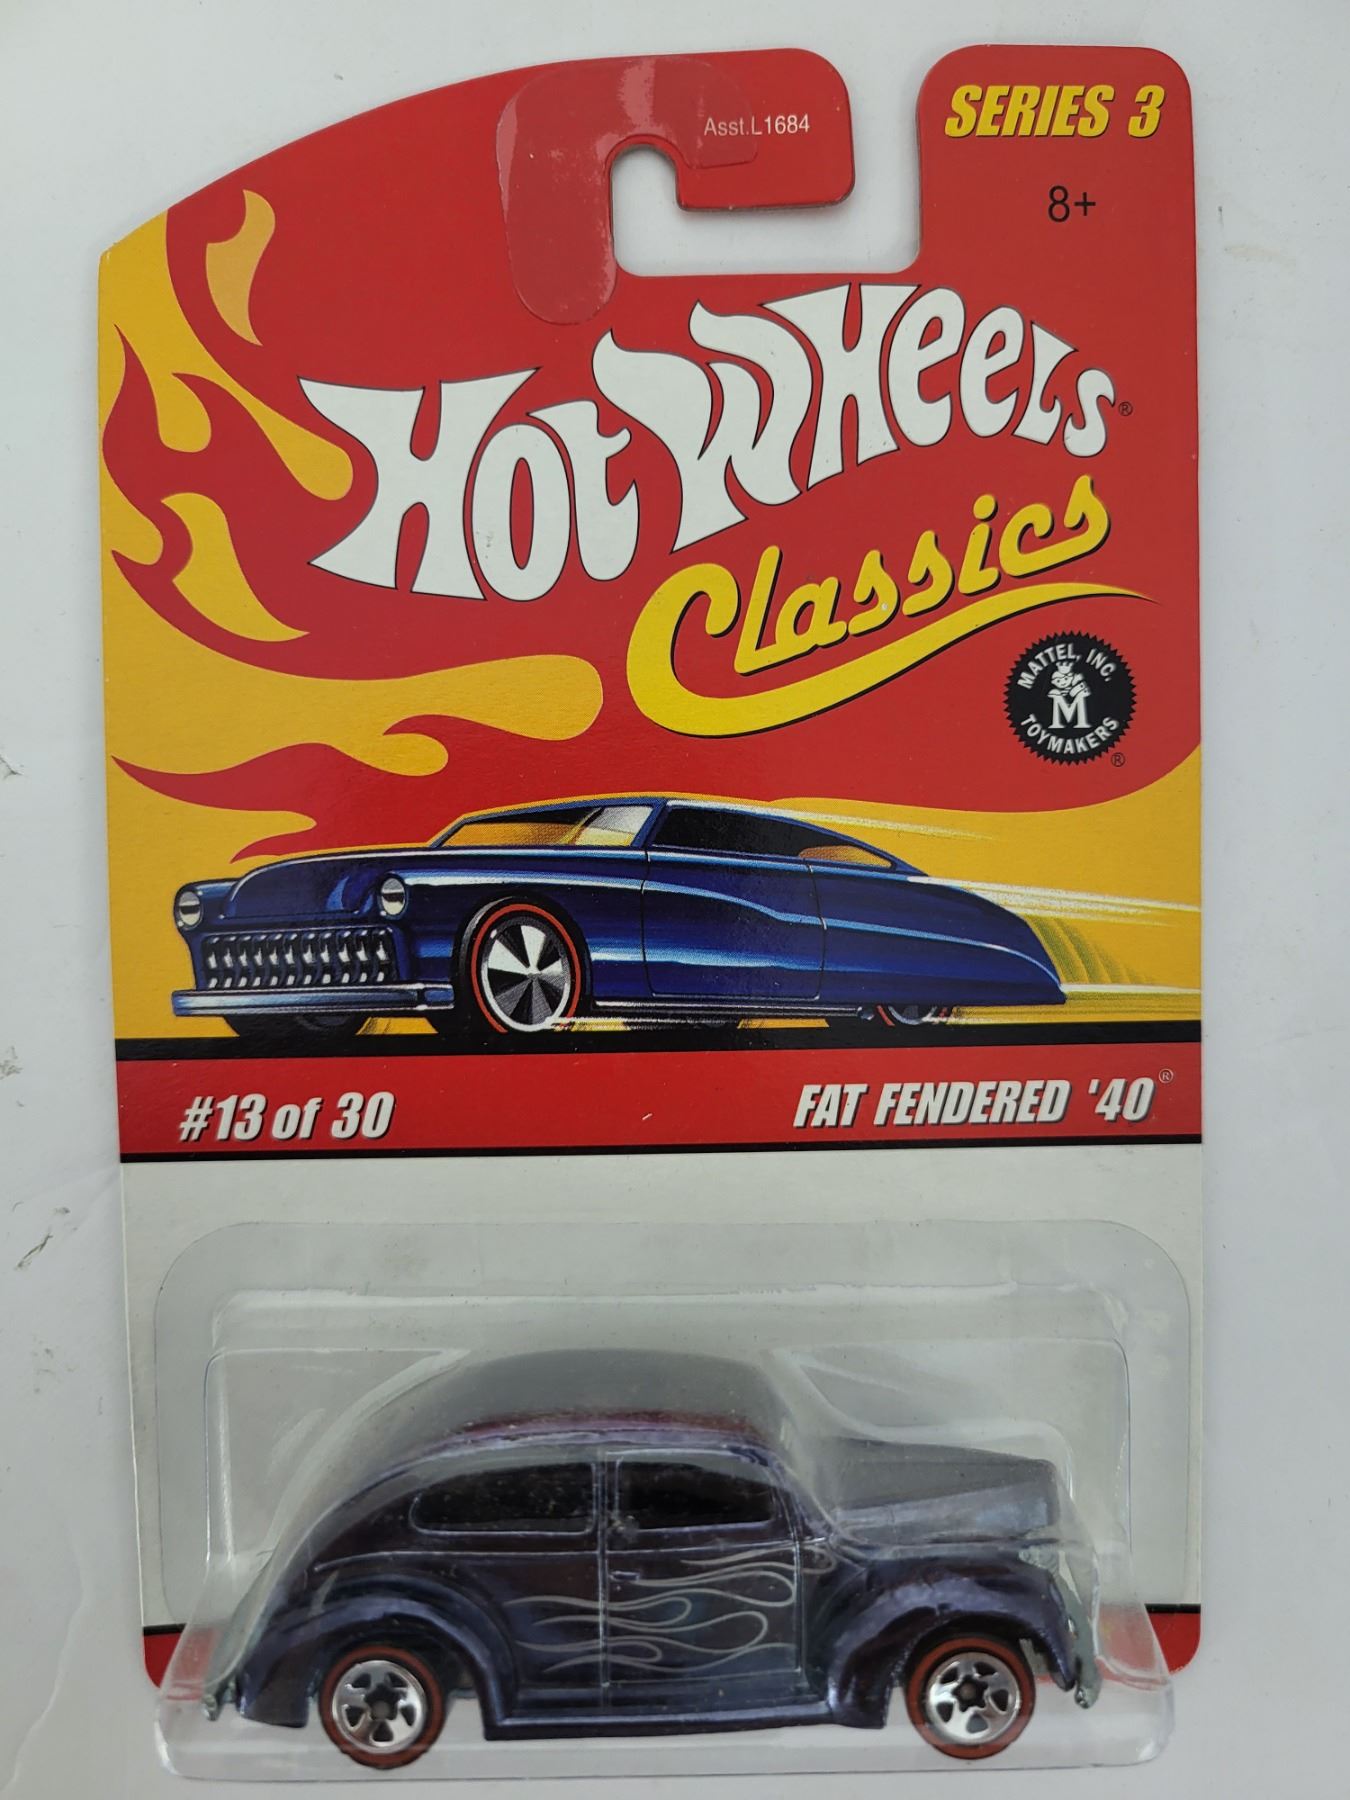 Asst.L1684
SERIES 3
8+
HOT WHEELS®
Classics
MATTEL, INC.
M
TOYMAKERS
®
#13 of 30
FAT FENDERED '40®